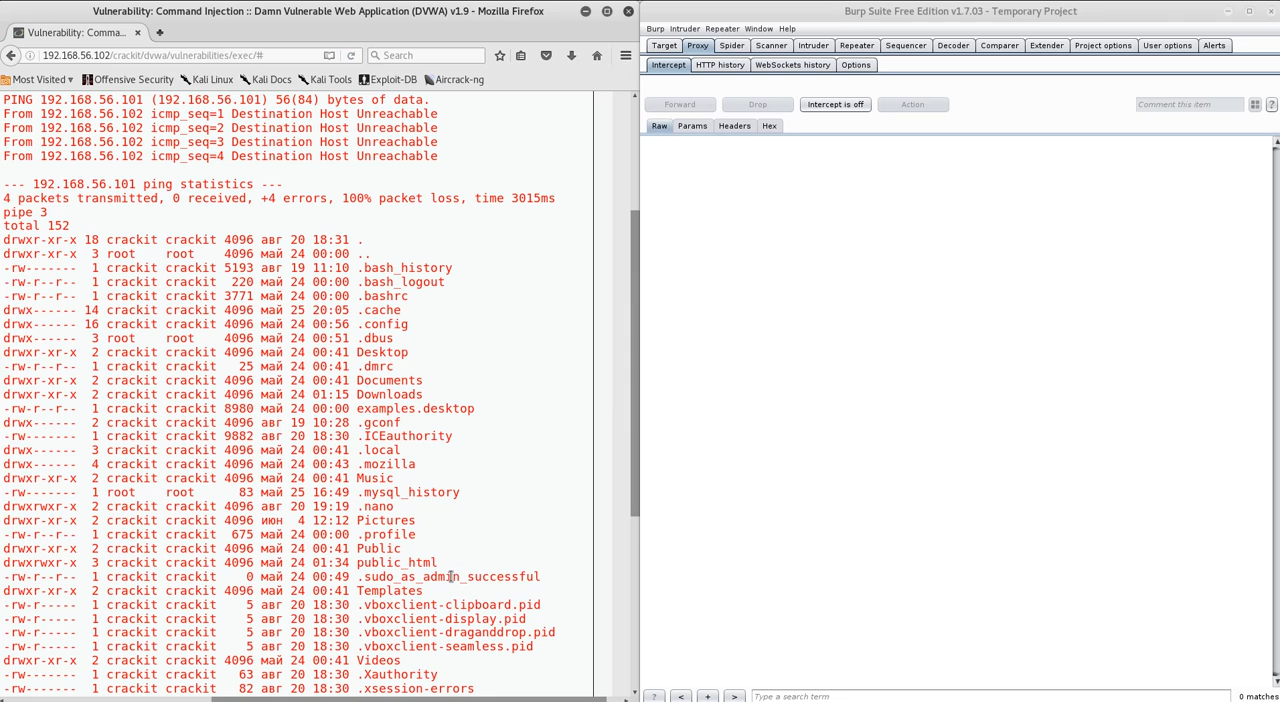 Vulnerability: Command Injection :: Damn Vulnerable Web Application (DVWA) v1.9 - Mozilla Firefox
Vulnerability: Comma... × +
192.168.56.102/crackit/dvwa/vulnerabilities/exec/# Search
Most Visited ▾ Offensive Security Kali Linux Kali Docs Kali Tools Exploit-DB Aircrack-ng
PING 192.168.56.101 (192.168.56.101) 56(84) bytes of data.
From 192.168.56.102 icmp_seq=1 Destination Host Unreachable
From 192.168.56.102 icmp_seq=2 Destination Host Unreachable
From 192.168.56.102 icmp_seq=3 Destination Host Unreachable
From 192.168.56.102 icmp_seq=4 Destination Host Unreachable
--- 192.168.56.101 ping statistics ---
4 packets transmitted, 0 received, +4 errors, 100% packet loss, time 3015ms
pipe 3
total 152
drwxr-xr-x 18 crackit crackit 4096 авг 20 18:31 .
drwxr-xr-x 3 root root 4096 май 24 00:00 ..
-rw------- 1 crackit crackit 5193 авг 19 11:10 .bash_history
-rw-r--r-- 1 crackit crackit 220 май 24 00:00 .bash_logout
-rw-r--r-- 1 crackit crackit 3771 май 24 00:00 .bashrc
drwx------ 14 crackit crackit 4096 май 25 20:05 .cache
drwx------ 16 crackit crackit 4096 май 24 00:56 .config
drwx------ 3 root root 4096 май 24 00:51 .dbus
drwxr-xr-x 2 crackit crackit 4096 май 24 00:41 Desktop
-rw-r--r-- 1 crackit crackit 25 май 24 00:41 .dmrc
drwxr-xr-x 2 crackit crackit 4096 май 24 00:41 Documents
drwxr-xr-x 2 crackit crackit 4096 май 24 01:15 Downloads
-rw-r--r-- 1 crackit crackit 8980 май 24 00:00 examples.desktop
drwx------ 2 crackit crackit 4096 авг 19 10:28 .gconf
-rw------- 1 crackit crackit 9882 авг 20 18:30 .ICEauthority
drwx------ 3 crackit crackit 4096 май 24 00:41 .local
drwx------ 4 crackit crackit 4096 май 24 00:43 .mozilla
drwxr-xr-x 2 crackit crackit 4096 май 24 00:41 Music
-rw------- 1 root root 83 май 25 16:49 .mysql_history
drwxrwxr-x 2 crackit crackit 4096 авг 20 19:19 .nano
drwxr-xr-x 2 crackit crackit 4096 июн 4 12:12 Pictures
-rw-r--r-- 1 crackit crackit 675 май 24 00:00 .profile
drwxr-xr-x 2 crackit crackit 4096 май 24 00:41 Public
drwxrwxrwx 3 crackit crackit 4096 май 24 01:34 public_html
-rw-r--r-- 1 crackit crackit 0 май 24 00:49 .sudo_as_admin_successful
drwxr-xr-x 2 crackit crackit 4096 май 24 00:41 Templates
-rw-r----- 1 crackit crackit 5 авг 20 18:30 .vboxclient-clipboard.pid
-rw-r----- 1 crackit crackit 5 авг 20 18:30 .vboxclient-display.pid
-rw-r----- 1 crackit crackit 5 авг 20 18:30 .vboxclient-draganddrop.pid
-rw-r----- 1 crackit crackit 5 авг 20 18:30 .vboxclient-seamless.pid
drwxr-xr-x 2 crackit crackit 4096 май 24 00:41 Videos
-rw------- 1 crackit crackit 63 авг 20 18:30 .Xauthority
-rw------- 1 crackit crackit 82 авг 20 18:30 .xsession-errors
Burp Suite Free Edition v1.7.03 - Temporary Project
Burp Intruder Repeater Window Help
Target Proxy Spider Scanner Intruder Repeater Sequencer Decoder Comparer Extender Project options User options Alerts
Intercept HTTP history WebSockets history Options
Forward Drop Intercept is off Action Comment this item ?
Raw Params Headers Hex
? < + > Type a search term 0 matches